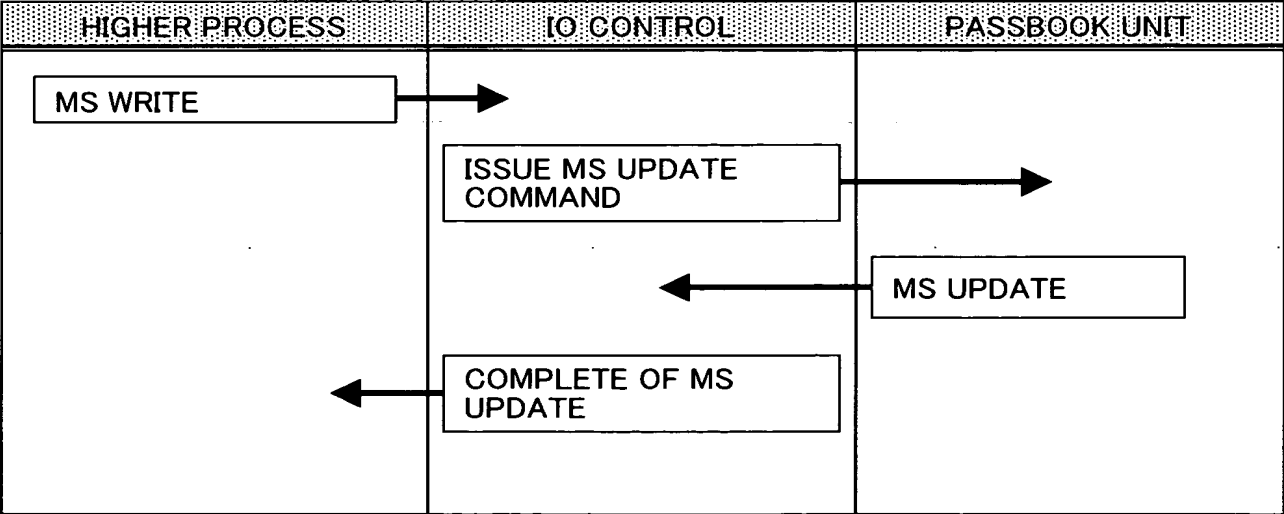 HIGHER PROCESS
IO CONTROL
PASSBOOK UNIT
MS WRITE
ISSUE MS UPDATE
COMMAND
MS UPDATE
COMPLETE OF MS
UPDATE